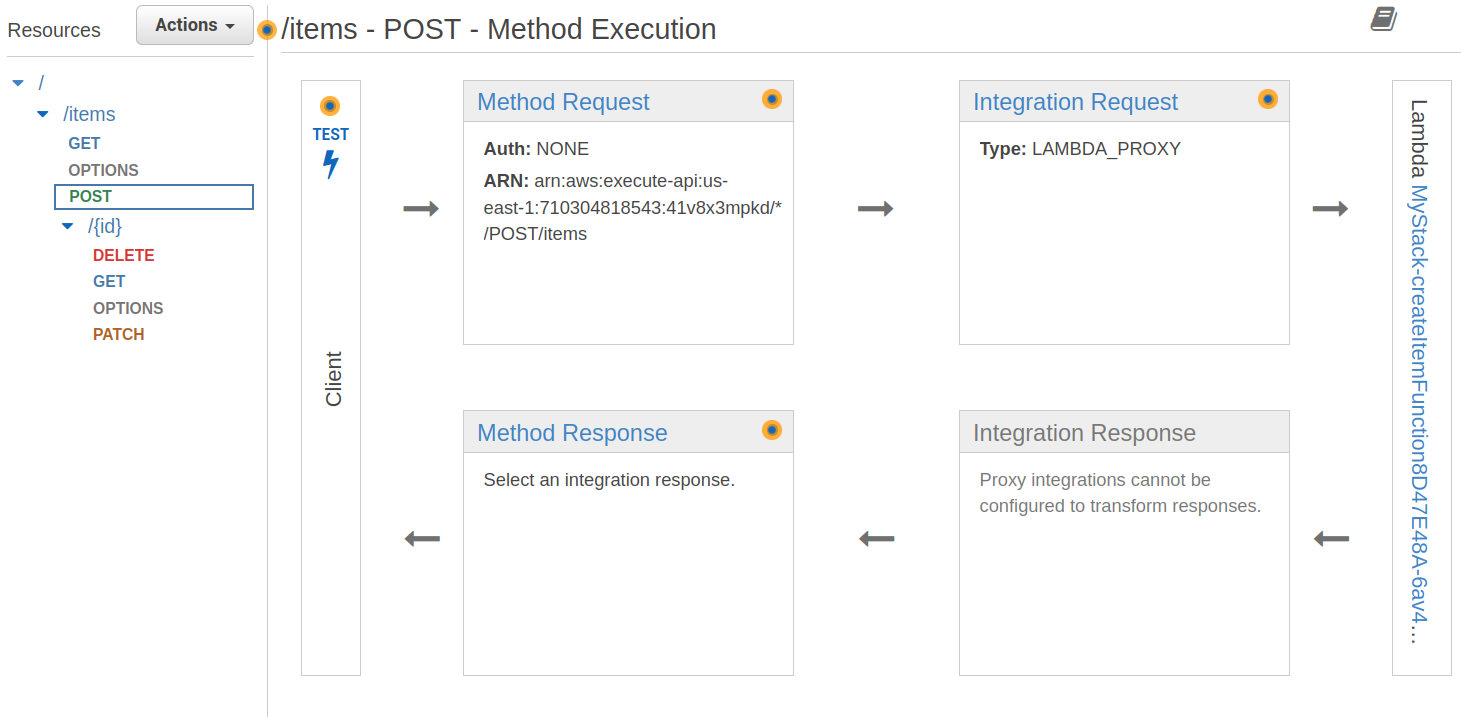 Resources
Actions
/items - POST - Method Execution
/
/items
GET
OPTIONS
POST
/{id}
DELETE
GET
OPTIONS
PATCH
TEST
Client
Method Request
Auth: NONE
ARN: arn:aws:execute-api:us-
east-1:710304818543:41v8x3mpkd/*
/POST/items
Integration Request
Type: LAMBDA_PROXY
Lambda MyStack-createItemFunction8D47E48A-6av4…
Method Response
Select an integration response.
Integration Response
Proxy integrations cannot be
configured to transform responses.